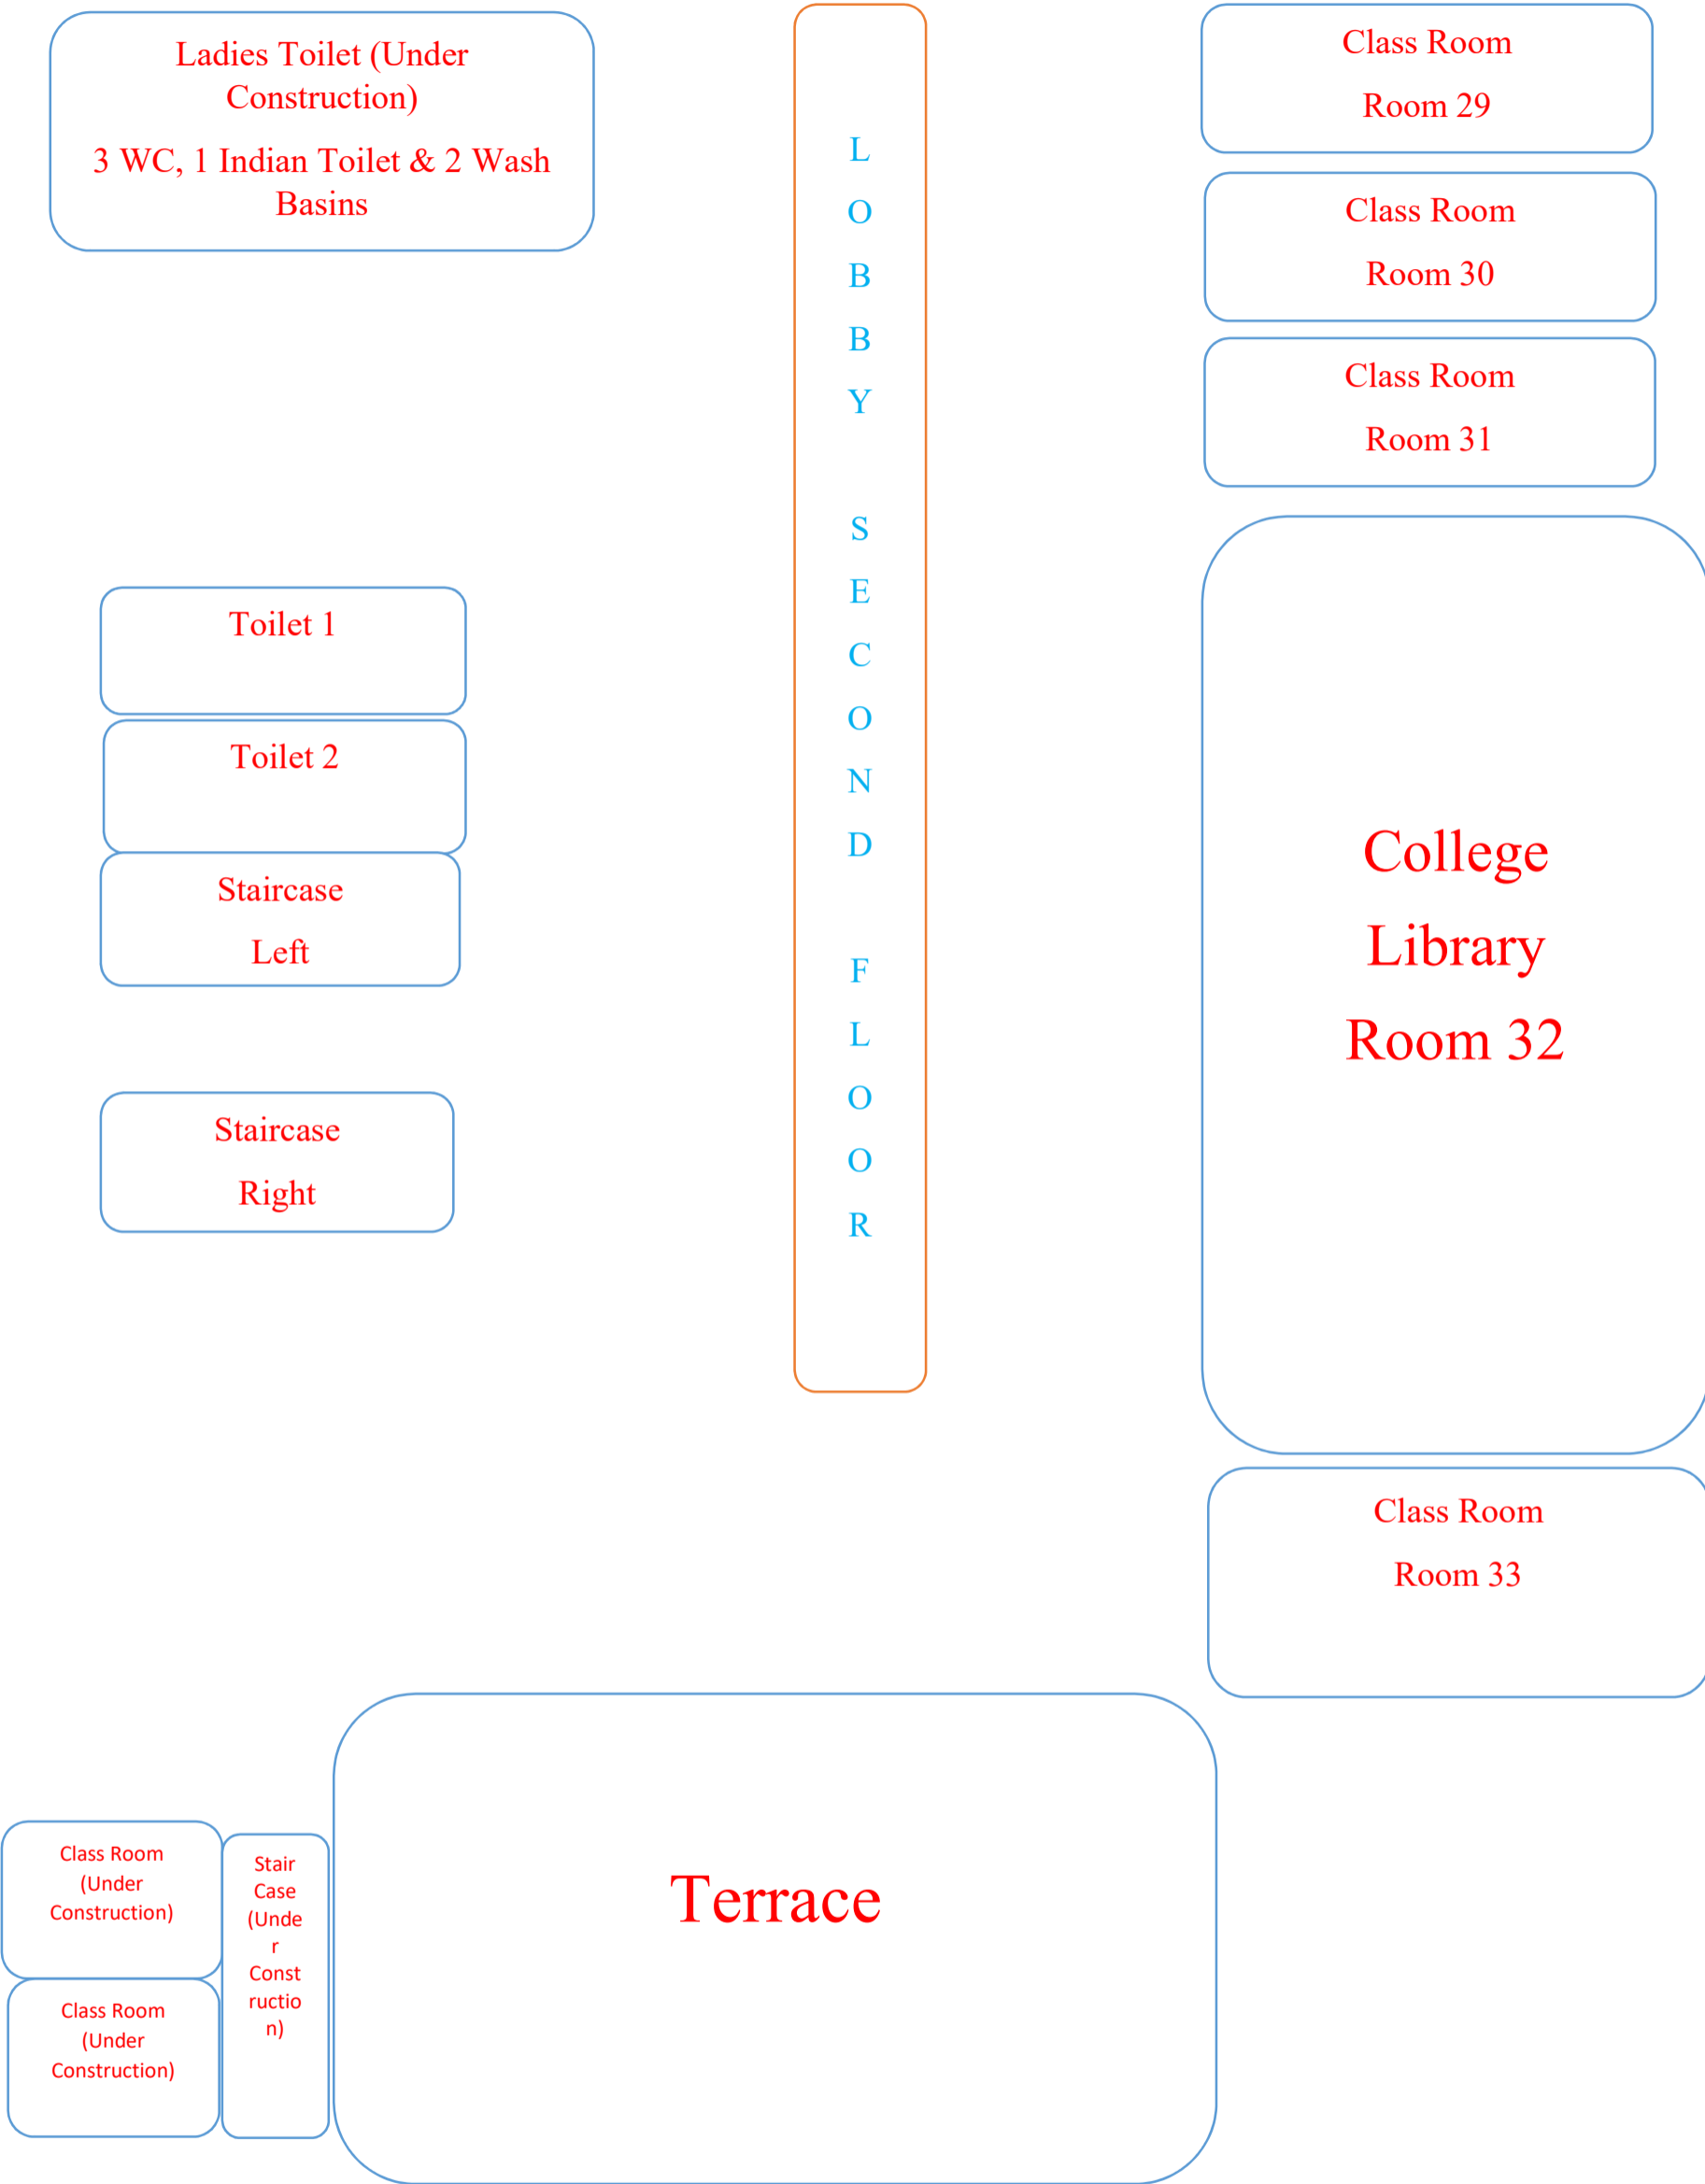 Ladies Toilet (Under
Construction)
3 WC, 1 Indian Toilet & 2 Wash
Basins
L
O
B
B
Y
S
E
C
O
N
D
F
L
O
O
R
Class Room
Room 29
Class Room
Room 30
Class Room
Room 31
Toilet 1
Toilet 2
Staircase
Left
Staircase
Right
College
Library
Room 32
Class Room
Room 33
Terrace
Class Room
(Under
Construction)
Stair
Case
(Unde
r
Const
ructio
n)
Class Room
(Under
Construction)